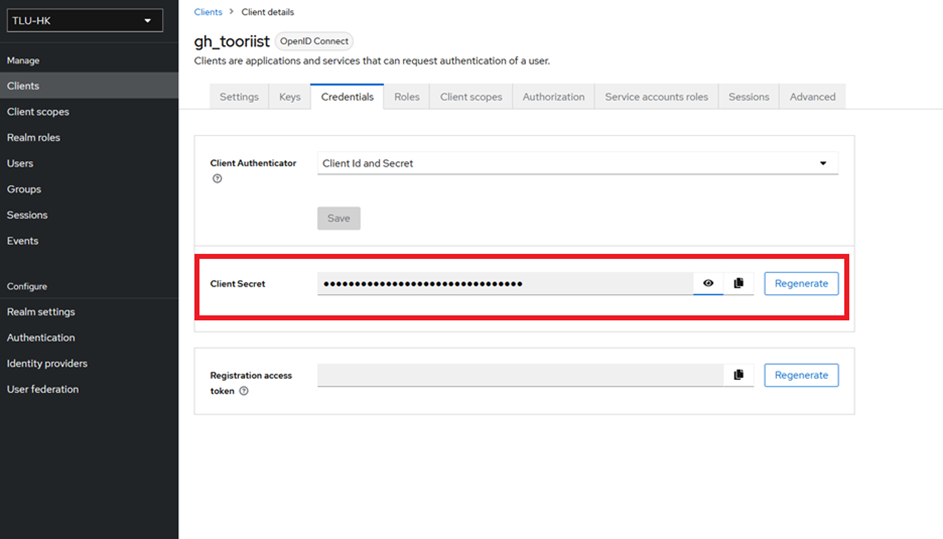 TLU-HK
Manage
Clients
Client scopes
Realm roles
Users
Groups
Sessions
Events
Configure
Realm settings
Authentication
Identity providers
User federation
Clients > Client details
gh_tooriist OpenID Connect
Clients are applications and services that can request authentication of a user.
Settings Keys Credentials Roles Client scopes Authorization Service accounts roles Sessions Advanced
Client Authenticator Client Id and Secret
Save
Client Secret •••••••••••••••••••••••••••••••• Regenerate
Registration access Regenerate
token